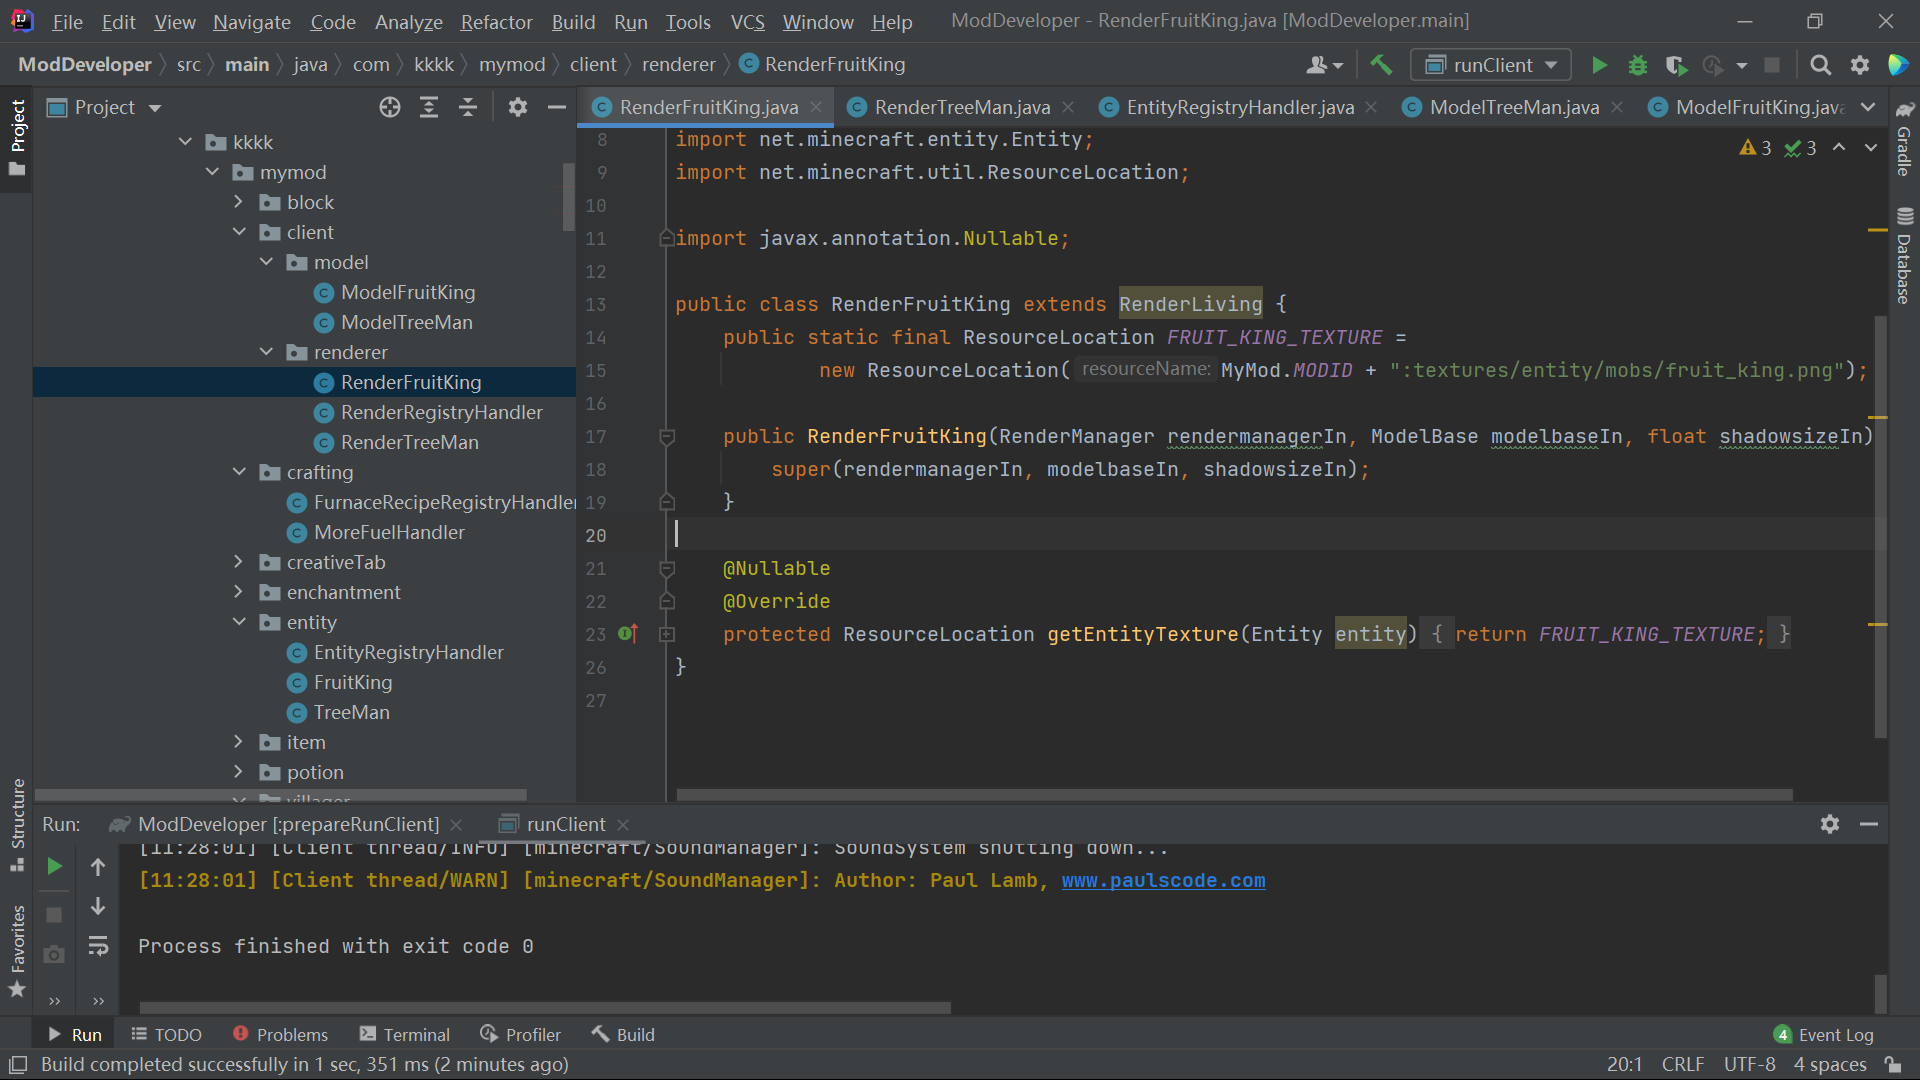 File Edit View Navigate Code Analyze Refactor Build Run Tools VCS Window Help ModDeveloper - RenderFruitKing.java [ModDeveloper.main]
ModDeveloper src main java com kkkk mymod client renderer RenderFruitKing runClient
Project
Project
RenderFruitKing.java RenderTreeMan.java EntityRegistryHandler.java ModelTreeMan.java ModelFruitKing.java
kkkk
mymod
block
client
model
ModelFruitKing
ModelTreeMan
renderer
RenderFruitKing
RenderRegistryHandler
RenderTreeMan
crafting
FurnaceRecipeRegistryHandler
MoreFuelHandler
creativeTab
enchantment
entity
EntityRegistryHandler
FruitKing
TreeMan
item
potion
villager
3 3
8 import net.minecraft.entity.Entity;
9 import net.minecraft.util.ResourceLocation;
10
11 import javax.annotation.Nullable;
12
13 public class RenderFruitKing extends RenderLiving {
14 public static final ResourceLocation FRUIT_KING_TEXTURE =
15 new ResourceLocation( resourceName: MyMod.MODID + ":textures/entity/mobs/fruit_king.png");
16
17 public RenderFruitKing(RenderManager rendermanagerIn, ModelBase modelbaseIn, float shadowsizeIn)
18 super(rendermanagerIn, modelbaseIn, shadowsizeIn);
19 }
20
21 @Nullable
22 @Override
23 protected ResourceLocation getEntityTexture(Entity entity) { return FRUIT_KING_TEXTURE; }
26 }
27
Gradle
Database
Structure
Favorites
Run: ModDeveloper [:prepareRunClient] runClient
[11:28:01] [Client thread/INFO] [minecraft/SoundManager]: SoundSystem shutting down...
[11:28:01] [Client thread/WARN] [minecraft/SoundManager]: Author: Paul Lamb, www.paulscode.com
Process finished with exit code 0
Run TODO Problems Terminal Profiler Build 4 Event Log
Build completed successfully in 1 sec, 351 ms (2 minutes ago) 20:1 CRLF UTF-8 4 spaces